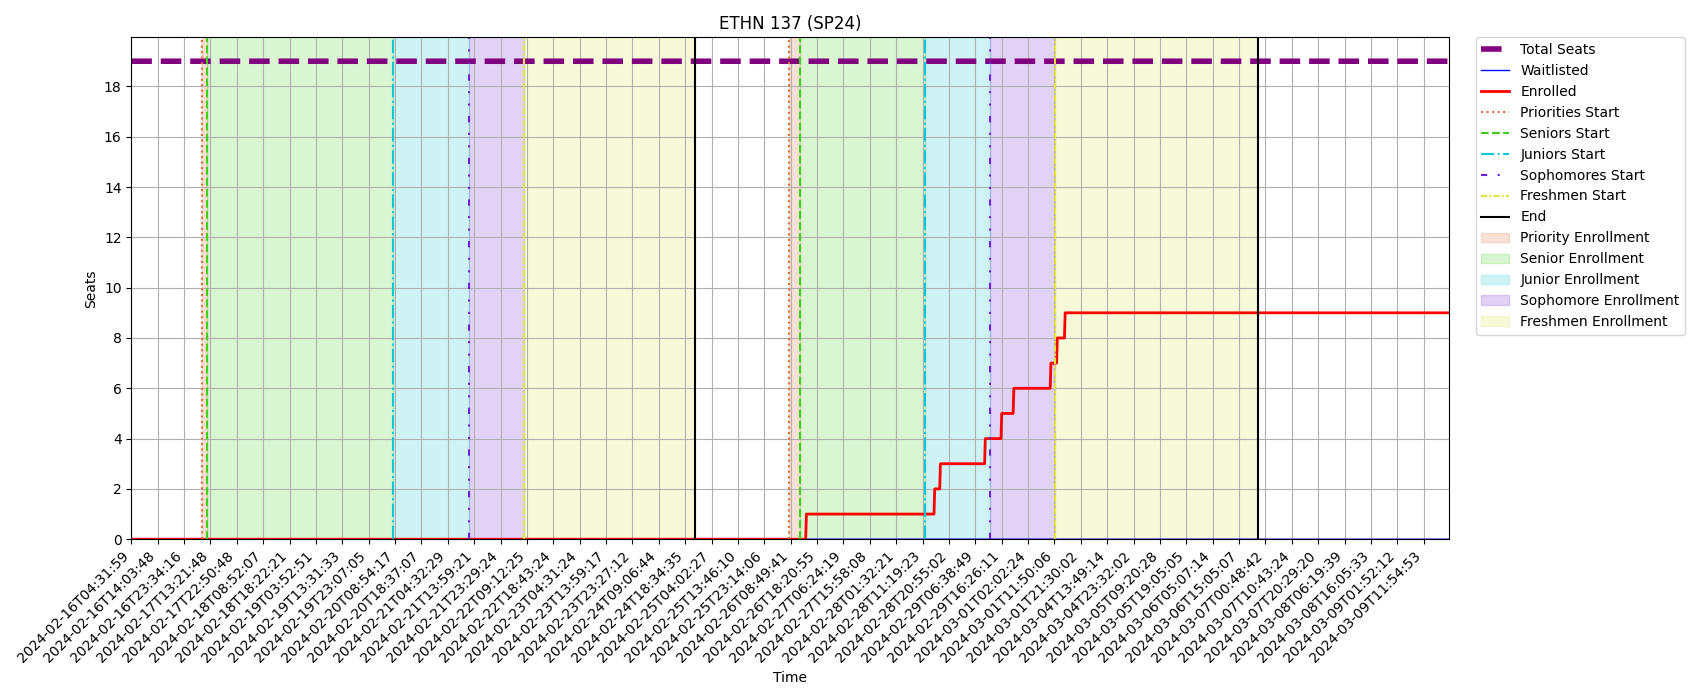 ETHN 137 (SP24)
Seats
18
16
14
12
10
8
6
4
2
0
2024-02-16T04:31:59
2024-02-16T14:03:48
2024-02-16T23:34:16
2024-02-17T13:21:48
2024-02-17T22:50:48
2024-02-18T08:52:07
2024-02-18T18:22:21
2024-02-19T03:52:51
2024-02-19T13:31:33
2024-02-19T23:07:05
2024-02-20T08:54:17
2024-02-20T18:37:07
2024-02-21T04:32:29
2024-02-21T13:59:21
2024-02-21T23:29:24
2024-02-22T09:12:25
2024-02-22T18:43:24
2024-02-23T04:31:24
2024-02-23T13:59:17
2024-02-23T23:27:12
2024-02-24T09:06:44
2024-02-24T18:34:35
2024-02-25T04:02:27
2024-02-25T13:46:10
2024-02-25T23:14:06
2024-02-26T08:49:41
2024-02-26T18:20:55
2024-02-27T06:24:19
2024-02-27T15:58:08
2024-02-28T01:32:21
2024-02-28T11:19:23
2024-02-28T20:55:02
2024-02-29T06:38:49
2024-02-29T16:26:11
2024-03-01T02:02:24
2024-03-01T11:50:06
2024-03-01T21:30:02
2024-03-04T13:49:14
2024-03-04T23:32:02
2024-03-05T09:20:28
2024-03-05T19:05:05
2024-03-06T05:07:14
2024-03-06T15:05:07
2024-03-07T00:48:42
2024-03-07T10:43:24
2024-03-07T20:29:20
2024-03-08T06:19:39
2024-03-08T16:05:33
2024-03-09T01:52:12
2024-03-09T11:54:53
Time
Total Seats
Waitlisted
Enrolled
Priorities Start
Seniors Start
Juniors Start
Sophomores Start
Freshmen Start
End
Priority Enrollment
Senior Enrollment
Junior Enrollment
Sophomore Enrollment
Freshmen Enrollment